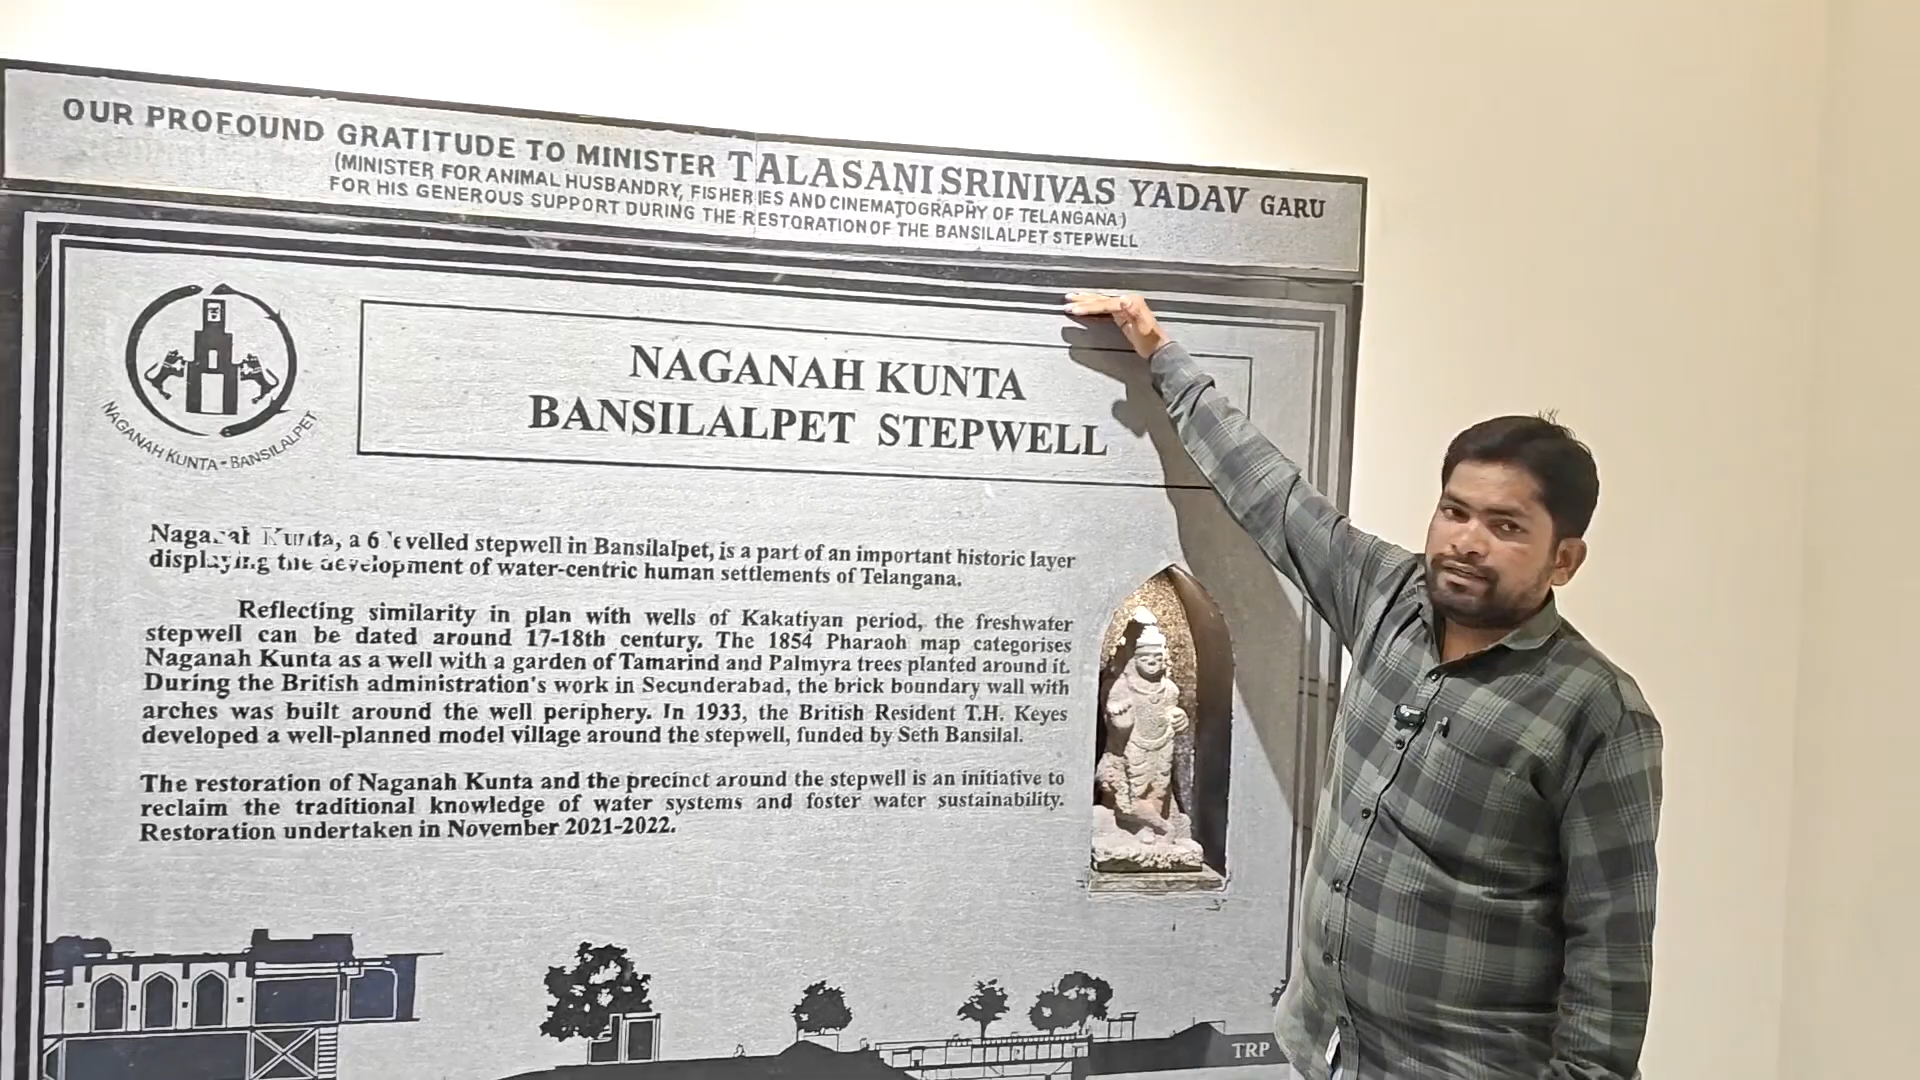 OUR PROFOUND GRATITUDE TO MINISTER TALASANI SRINIVAS YADAV GARU
(MINISTER FOR ANIMAL HUSBANDRY, FISHERIES AND CINEMATOGRAPHY OF TELANGANA)
FOR HIS GENEROUS SUPPORT DURING THE RESTORATION OF THE BANSILALPET STEPWELL
NAGANAH KUNTA - BANSILALPET
NAGANAH KUNTA
BANSILALPET STEPWELL
Naganah Kunta, a 6 levelled stepwell in Bansilalpet, is a part of an important historic layer
displaying the development of water-centric human settlements of Telangana.
Reflecting similarity in plan with wells of Kakatiyan period, the freshwater
stepwell can be dated around 17-18th century. The 1854 Pharaoh map categorises
Naganah Kunta as a well with a garden of Tamarind and Palmyra trees planted around it.
During the British administration's work in Secunderabad, the brick boundary wall with
arches was built around the well periphery. In 1933, the British Resident T.H. Keyes
developed a well-planned model village around the stepwell, funded by Seth Bansilal.
The restoration of Naganah Kunta and the precinct around the stepwell is an initiative to
reclaim the traditional knowledge of water systems and foster water sustainability.
Restoration undertaken in November 2021-2022.
TRP